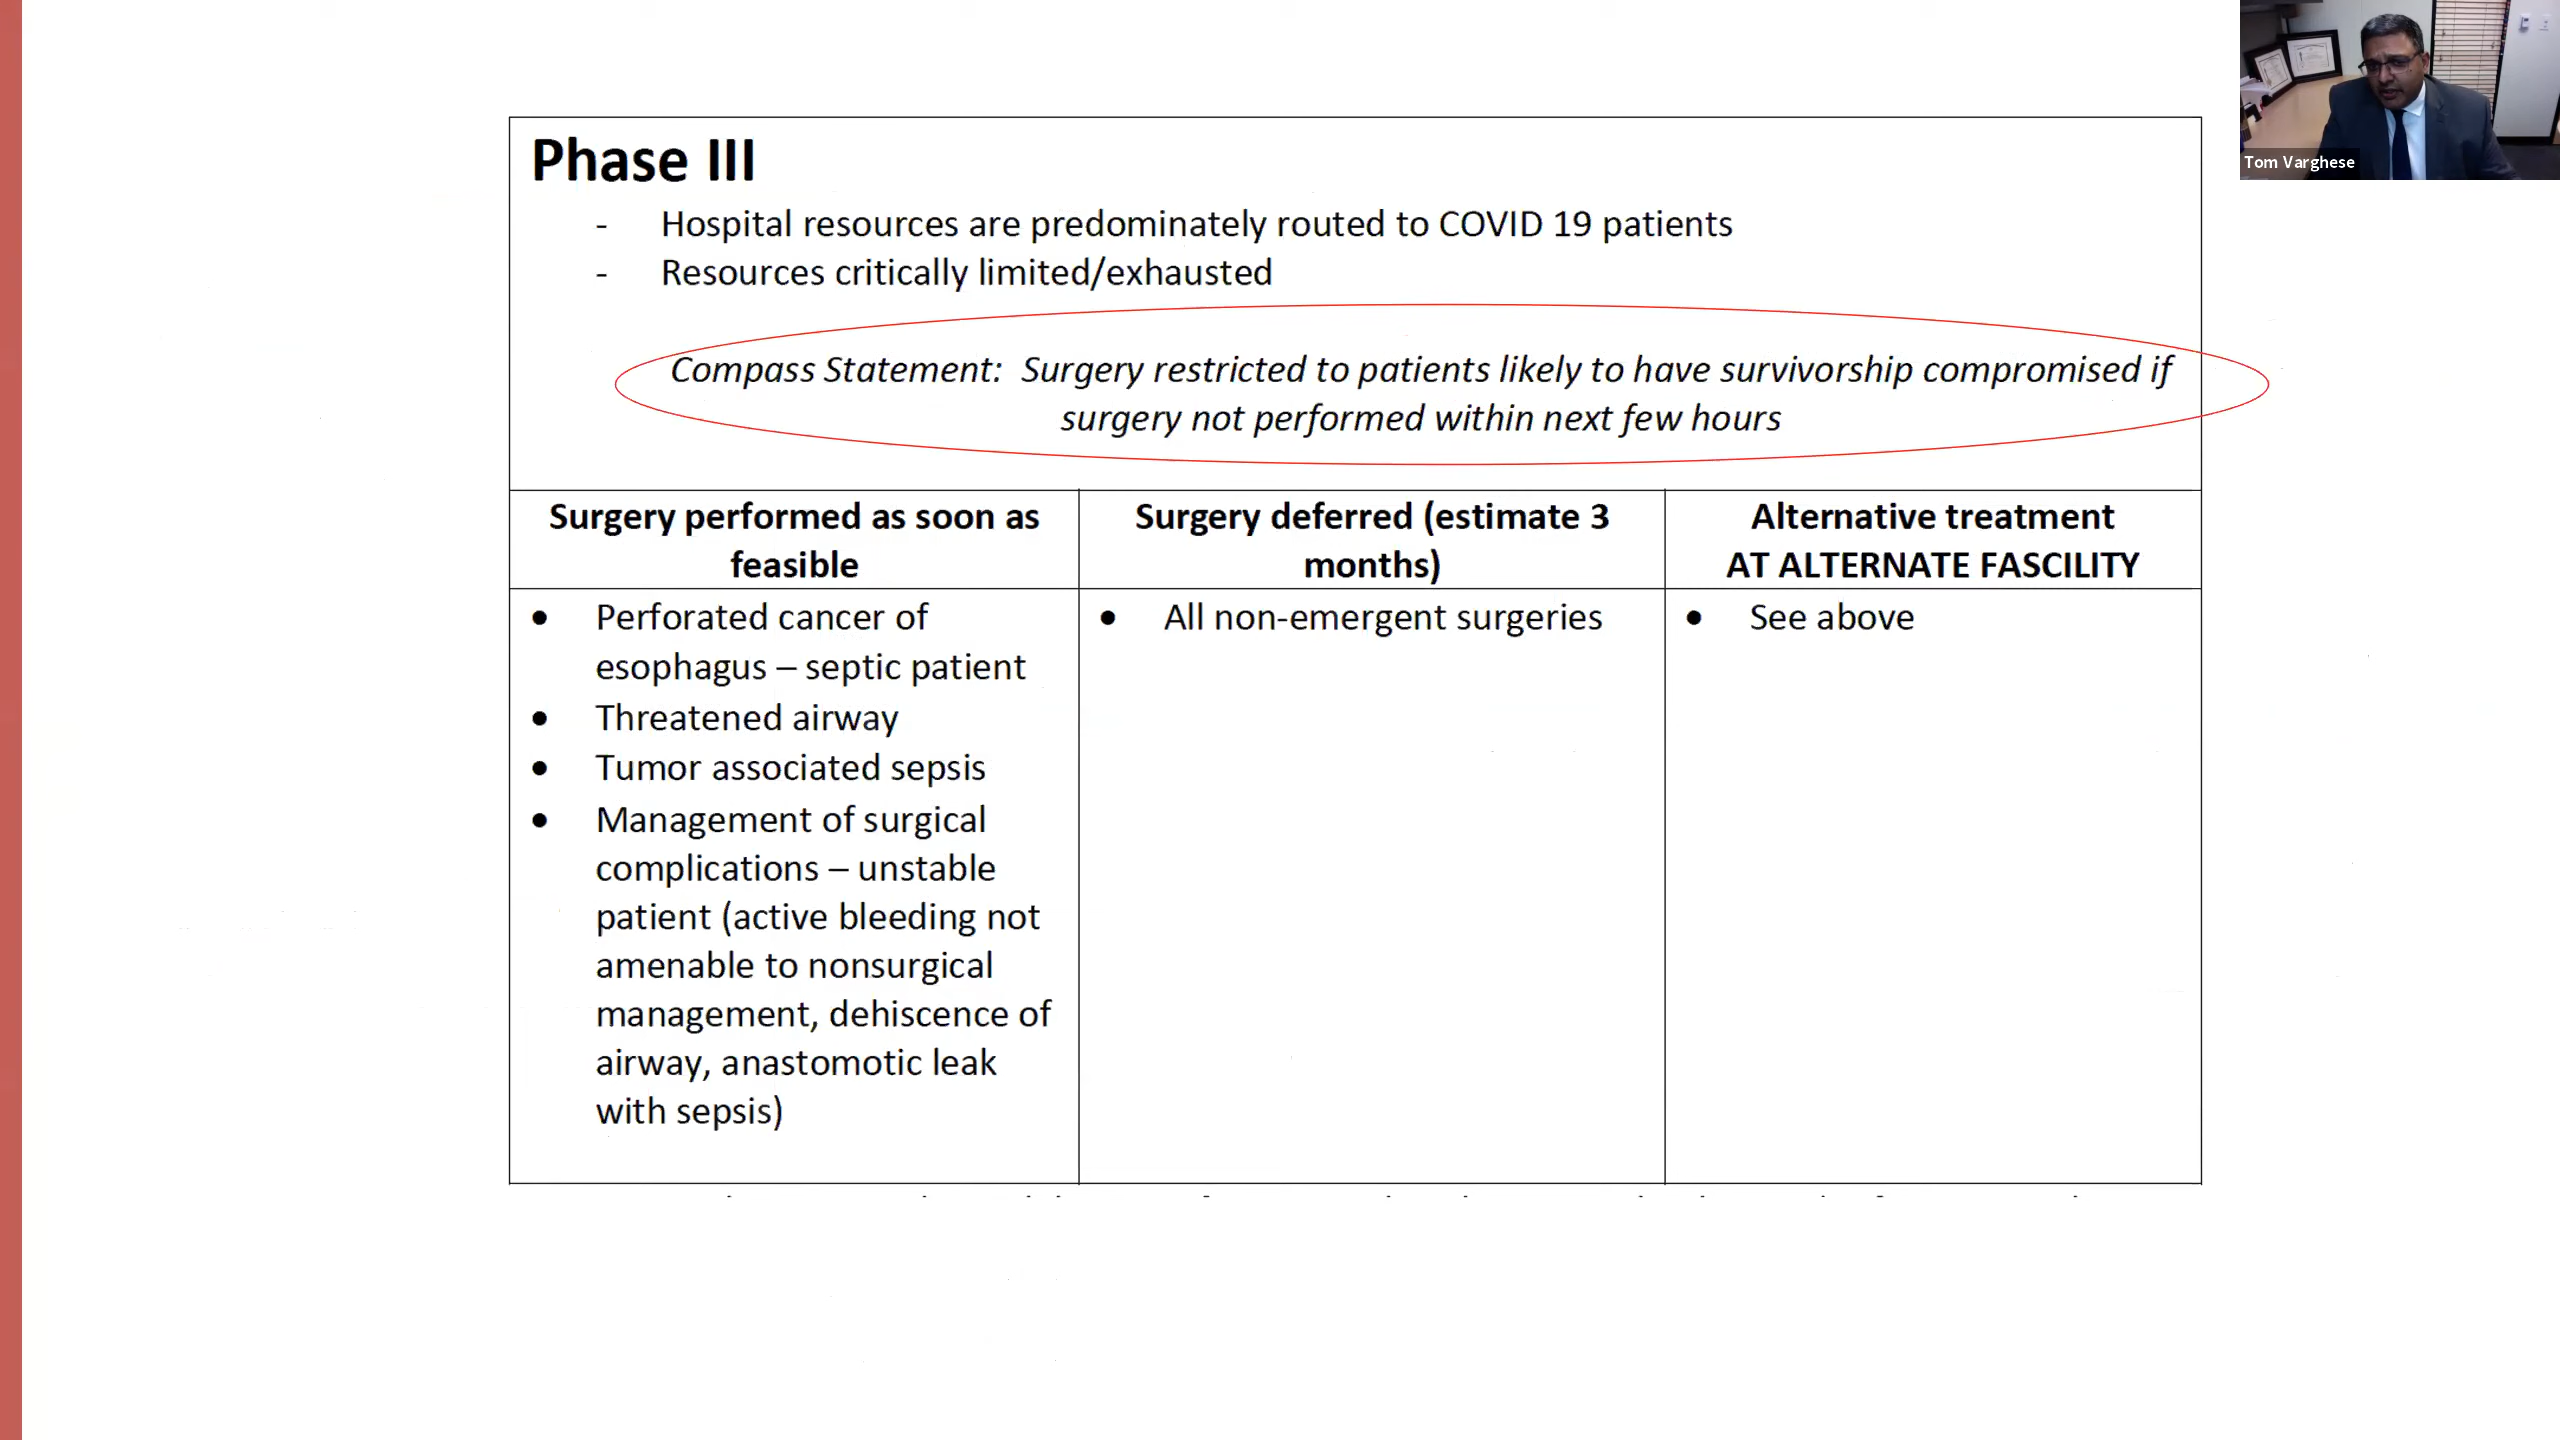 Phase III
- Hospital resources are predominately routed to COVID 19 patients
- Resources critically limited/exhausted
Compass Statement: Surgery restricted to patients likely to have survivorship compromised if
surgery not performed within next few hours
Surgery performed as soon as
feasible
Surgery deferred (estimate 3
months)
Alternative treatment
AT ALTERNATE FASCILITY
• Perforated cancer of
esophagus – septic patient
• Threatened airway
• Tumor associated sepsis
• Management of surgical
complications – unstable
patient (active bleeding not
amenable to nonsurgical
management, dehiscence of
airway, anastomotic leak
with sepsis)
• All non-emergent surgeries
• See above
Tom Varghese